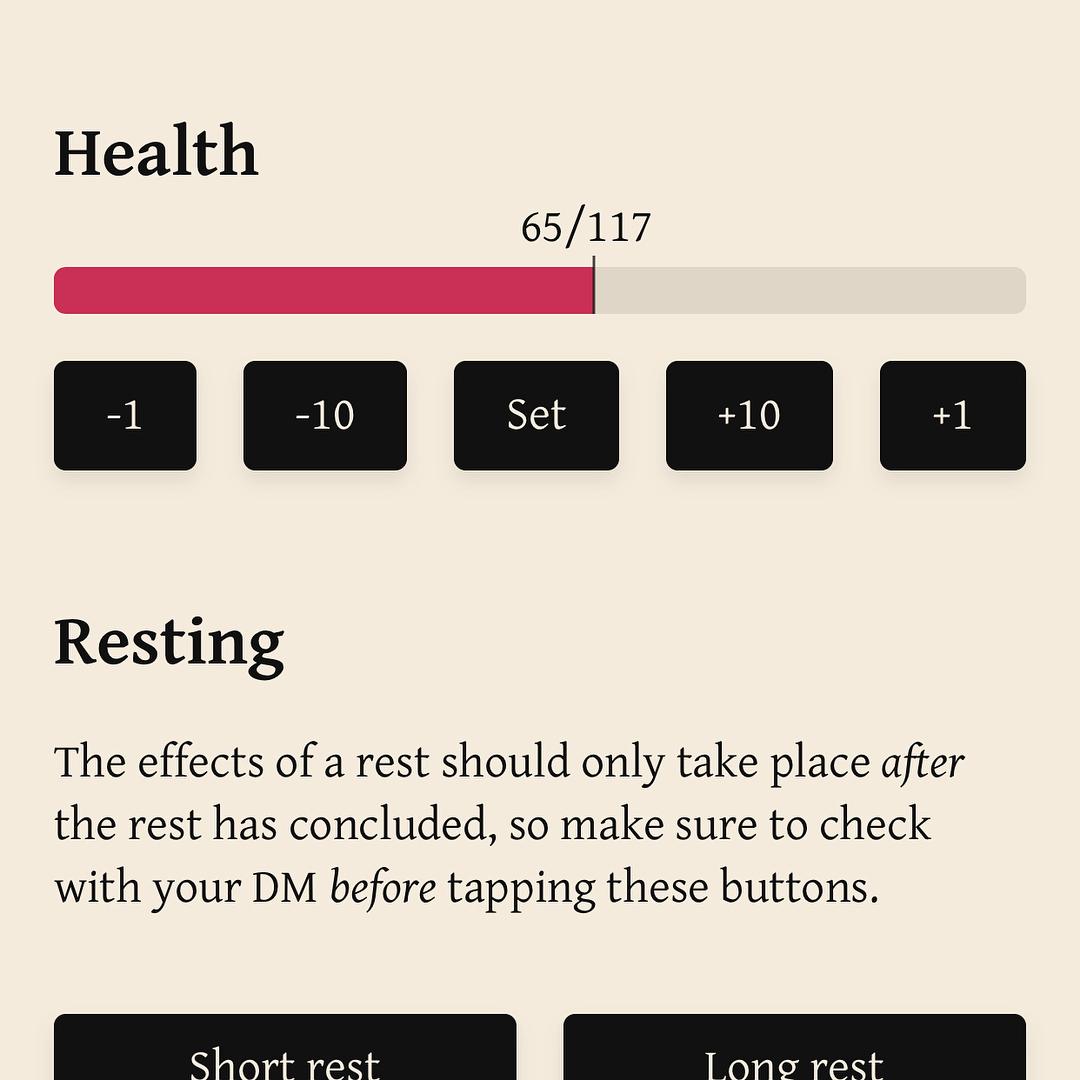 Health
65/117
-1 -10 Set +10 +1
Resting
The effects of a rest should only take place after
the rest has concluded, so make sure to check
with your DM before tapping these buttons.
Short rest Long rest